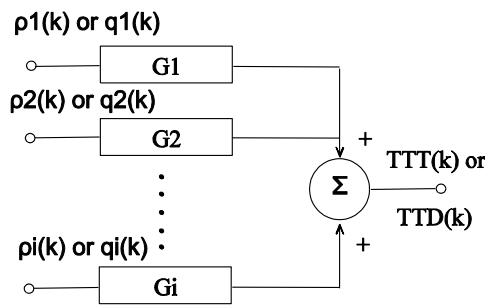 ρ1(k) or q1(k)
G1
ρ2(k) or q2(k)
G2
+
Σ
TTT(k) or
TTD(k)
+
ρi(k) or qi(k)
Gi